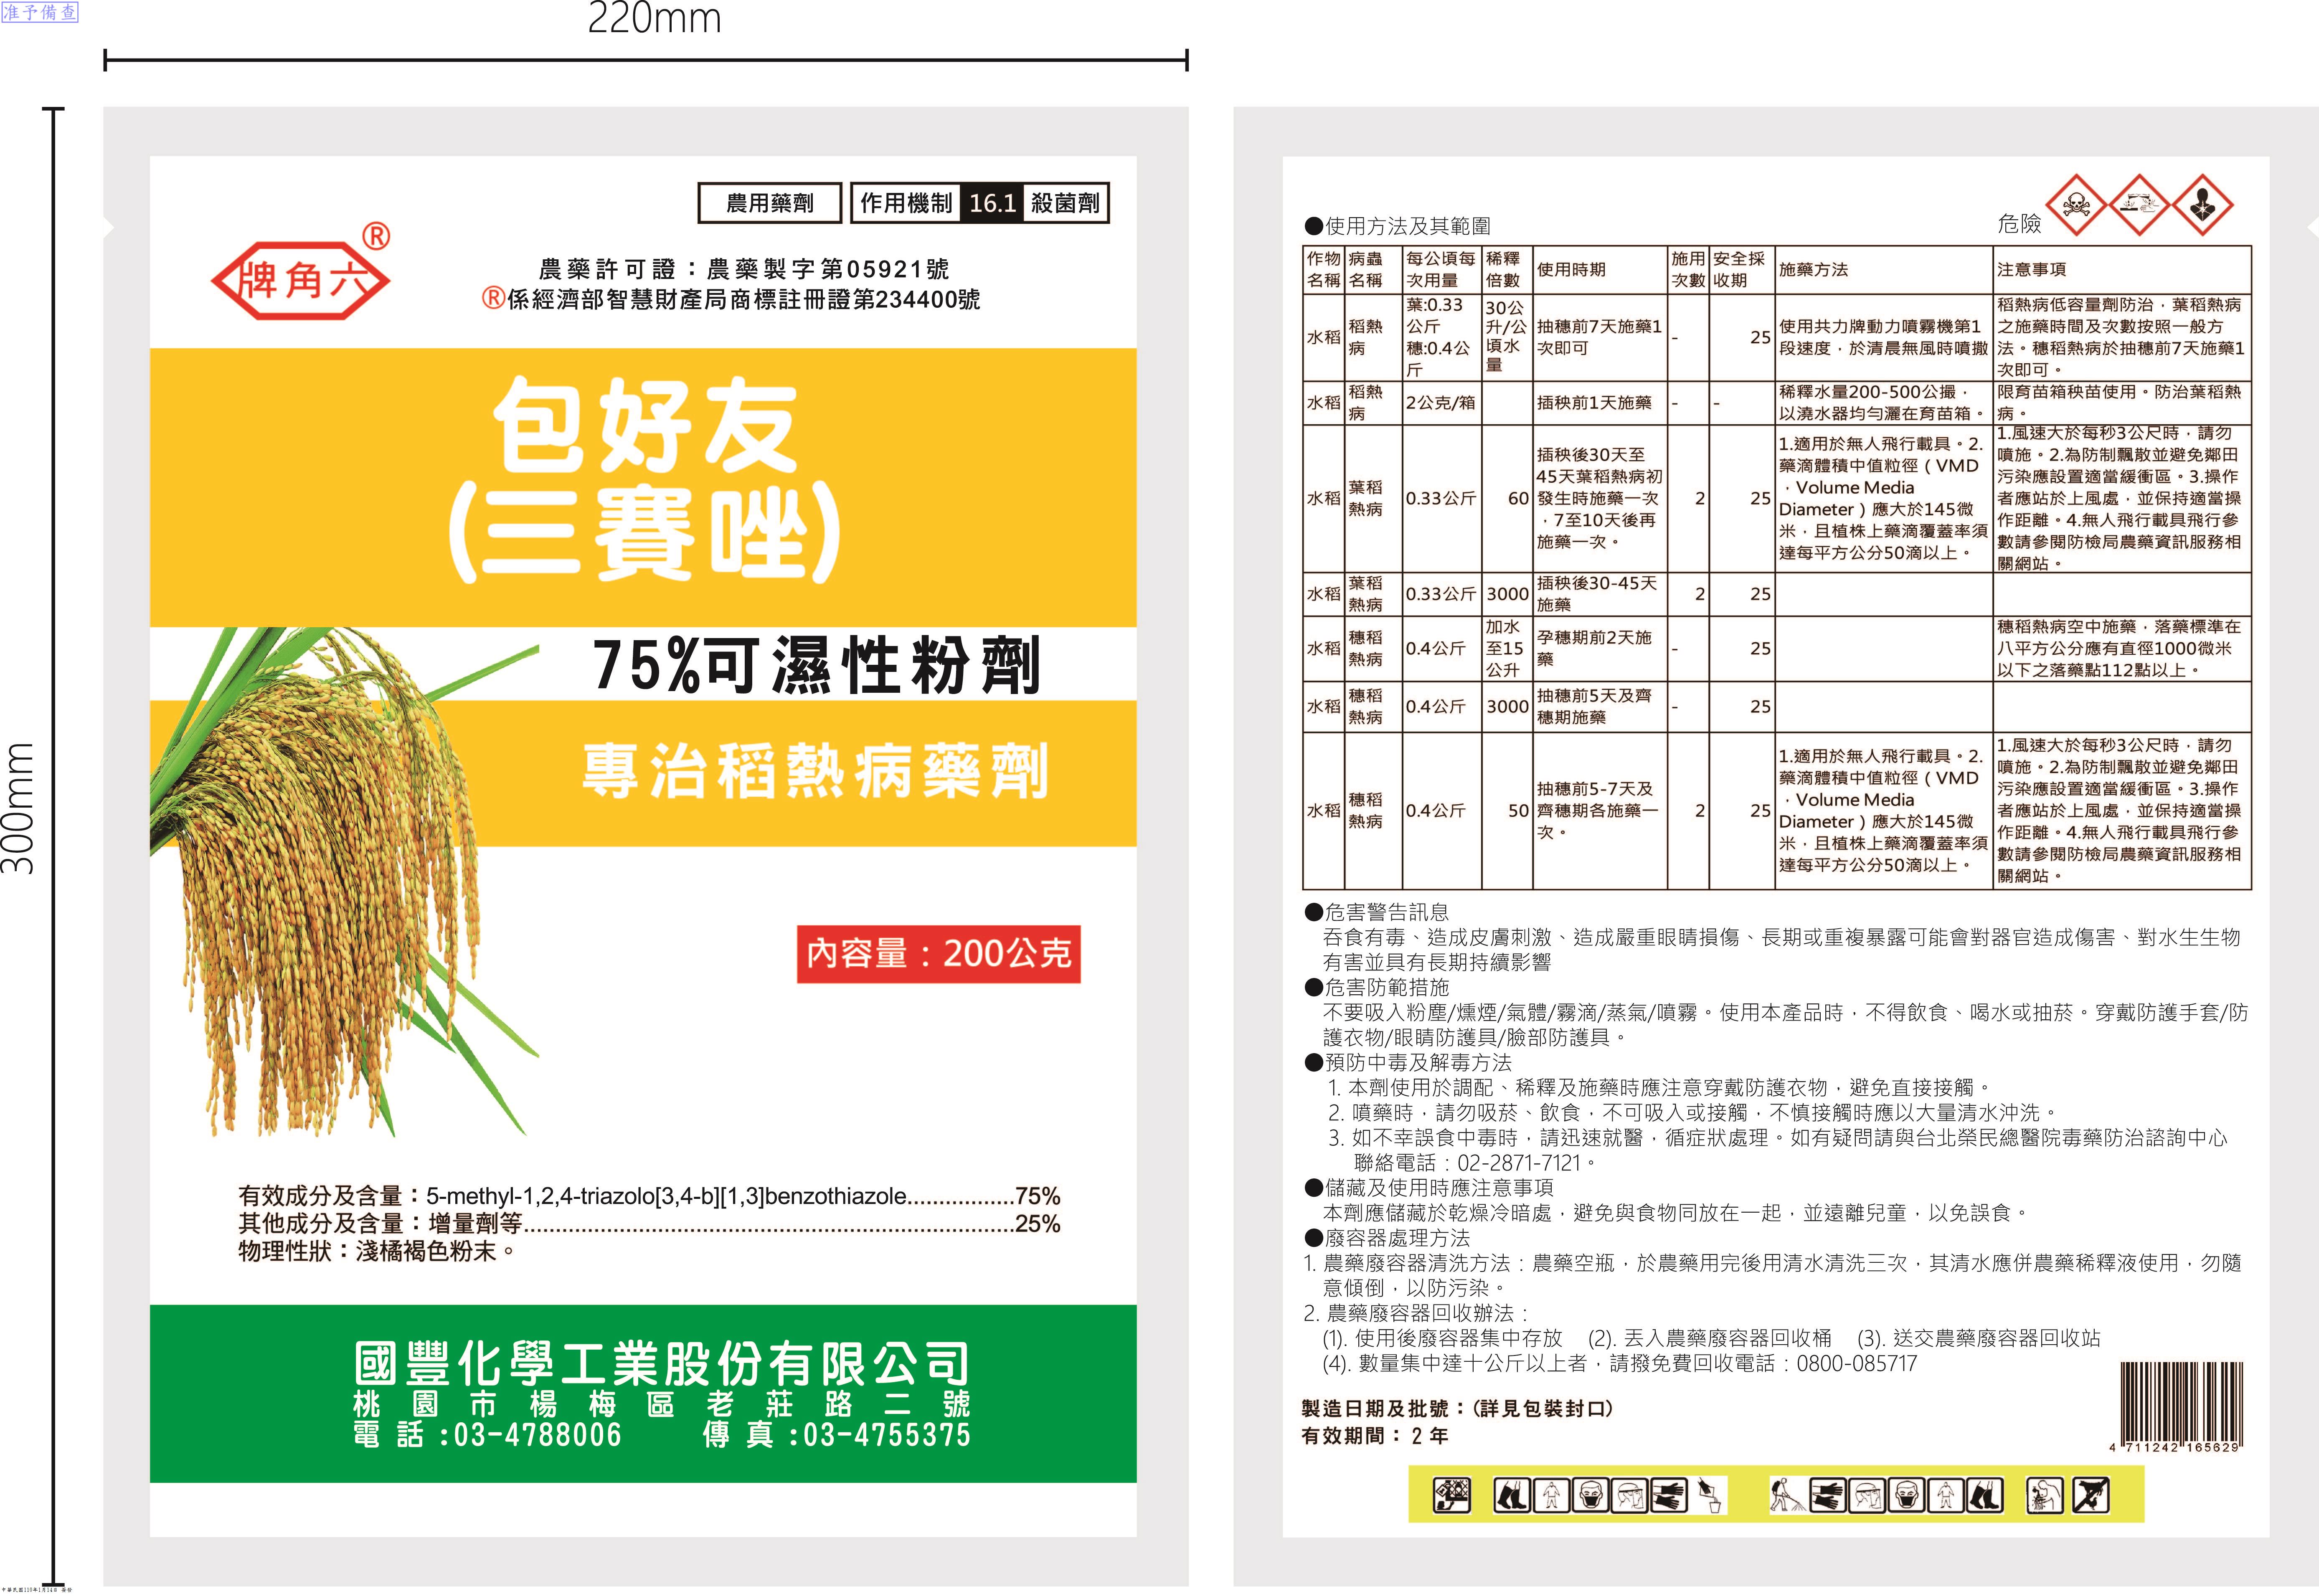 准予備查
220mm
300mm
農用藥劑
作用機制 16.1 殺菌劑
牌角六®
農藥許可證：農藥製字第05921號
®係經濟部智慧財產局商標註冊證第234400號
包好友
(三賽唑)
75%可濕性粉劑
專治稻熱病藥劑
內容量：200公克
有效成分及含量：5-methyl-1,2,4-triazolo[3,4-b][1,3]benzothiazole.................75%
其他成分及含量：增量劑等.............................................................................25%
物理性狀：淺橘褐色粉末。
國豐化學工業股份有限公司
桃園市楊梅區老莊路二號
電話:03-4788006 傳真:03-4755375
●使用方法及其範圍
危險
作物名稱 病蟲名稱 每公頃每次用量 稀釋倍數 使用時期 施用次數 安全採收期 施藥方法 注意事項
水稻 稻熱病 葉:0.33公斤穗:0.4公斤 30公升/公頃水量 抽穗前7天施藥1次即可 - 25 使用共力牌動力噴霧機第1段速度，於清晨無風時噴撒 稻熱病低容量劑防治，葉稻熱病之施藥時間及次數按照一般方法。穗稻熱病於抽穗前7天施藥1次即可。
水稻 稻熱病 2公克/箱 插秧前1天施藥 - - 稀釋水量200-500公撮，以澆水器均勻灑在育苗箱。 限育苗箱秧苗使用。防治葉稻熱病。
水稻 葉稻熱病 0.33公斤 60 插秧後30天至45天葉稻熱病初發生時施藥一次，7至10天後再施藥一次。 2 25 1.適用於無人飛行載具。2.藥滴體積中值粒徑（VMD，Volume Media Diameter）應大於145微米，且植株上藥滴覆蓋率須達每平方公分50滴以上。 1.風速大於每秒3公尺時，請勿噴施。2.為防制飄散並避免鄰田污染應設置適當緩衝區。3.操作者應站於上風處，並保持適當操作距離。4.無人飛行載具飛行參數請參閱防檢局農藥資訊服務相關網站。
水稻 葉稻熱病 0.33公斤 3000 插秧後30-45天施藥 2 25
水稻 穗稻熱病 0.4公斤 加水至15公升 孕穗期前2天施藥 - 25 穗稻熱病空中施藥，落藥標準在八平方公分應有直徑1000微米以下之落藥點112點以上。
水稻 穗稻熱病 0.4公斤 3000 抽穗前5天及齊穗期施藥 - 25
水稻 穗稻熱病 0.4公斤 50 抽穗前5-7天及齊穗期各施藥一次。 2 25 1.適用於無人飛行載具。2.藥滴體積中值粒徑（VMD，Volume Media Diameter）應大於145微米，且植株上藥滴覆蓋率須達每平方公分50滴以上。 1.風速大於每秒3公尺時，請勿噴施。2.為防制飄散並避免鄰田污染應設置適當緩衝區。3.操作者應站於上風處，並保持適當操作距離。4.無人飛行載具飛行參數請參閱防檢局農藥資訊服務相關網站。
●危害警告訊息
吞食有毒、造成皮膚刺激、造成嚴重眼睛損傷、長期或重複暴露可能會對器官造成傷害、對水生生物
有害並具有長期持續影響
●危害防範措施
不要吸入粉塵/燻煙/氣體/霧滴/蒸氣/噴霧。使用本產品時，不得飲食、喝水或抽菸。穿戴防護手套/防
護衣物/眼睛防護具/臉部防護具。
●預防中毒及解毒方法
1. 本劑使用於調配、稀釋及施藥時應注意穿戴防護衣物，避免直接接觸。
2. 噴藥時，請勿吸菸、飲食，不可吸入或接觸，不慎接觸時應以大量清水沖洗。
3. 如不幸誤食中毒時，請迅速就醫，循症狀處理。如有疑問請與台北榮民總醫院毒藥防治諮詢中心
聯絡電話：02-2871-7121。
●儲藏及使用時應注意事項
本劑應儲藏於乾燥冷暗處，避免與食物同放在一起，並遠離兒童，以免誤食。
●廢容器處理方法
1. 農藥廢容器清洗方法：農藥空瓶，於農藥用完後用清水清洗三次，其清水應併農藥稀釋液使用，勿隨
意傾倒，以防污染。
2. 農藥廢容器回收辦法：
(1). 使用後廢容器集中存放 (2). 丟入農藥廢容器回收桶 (3). 送交農藥廢容器回收站
(4). 數量集中達十公斤以上者，請撥免費回收電話：0800-085717
製造日期及批號：(詳見包裝封口)
有效期間：2 年
4 711242 165629